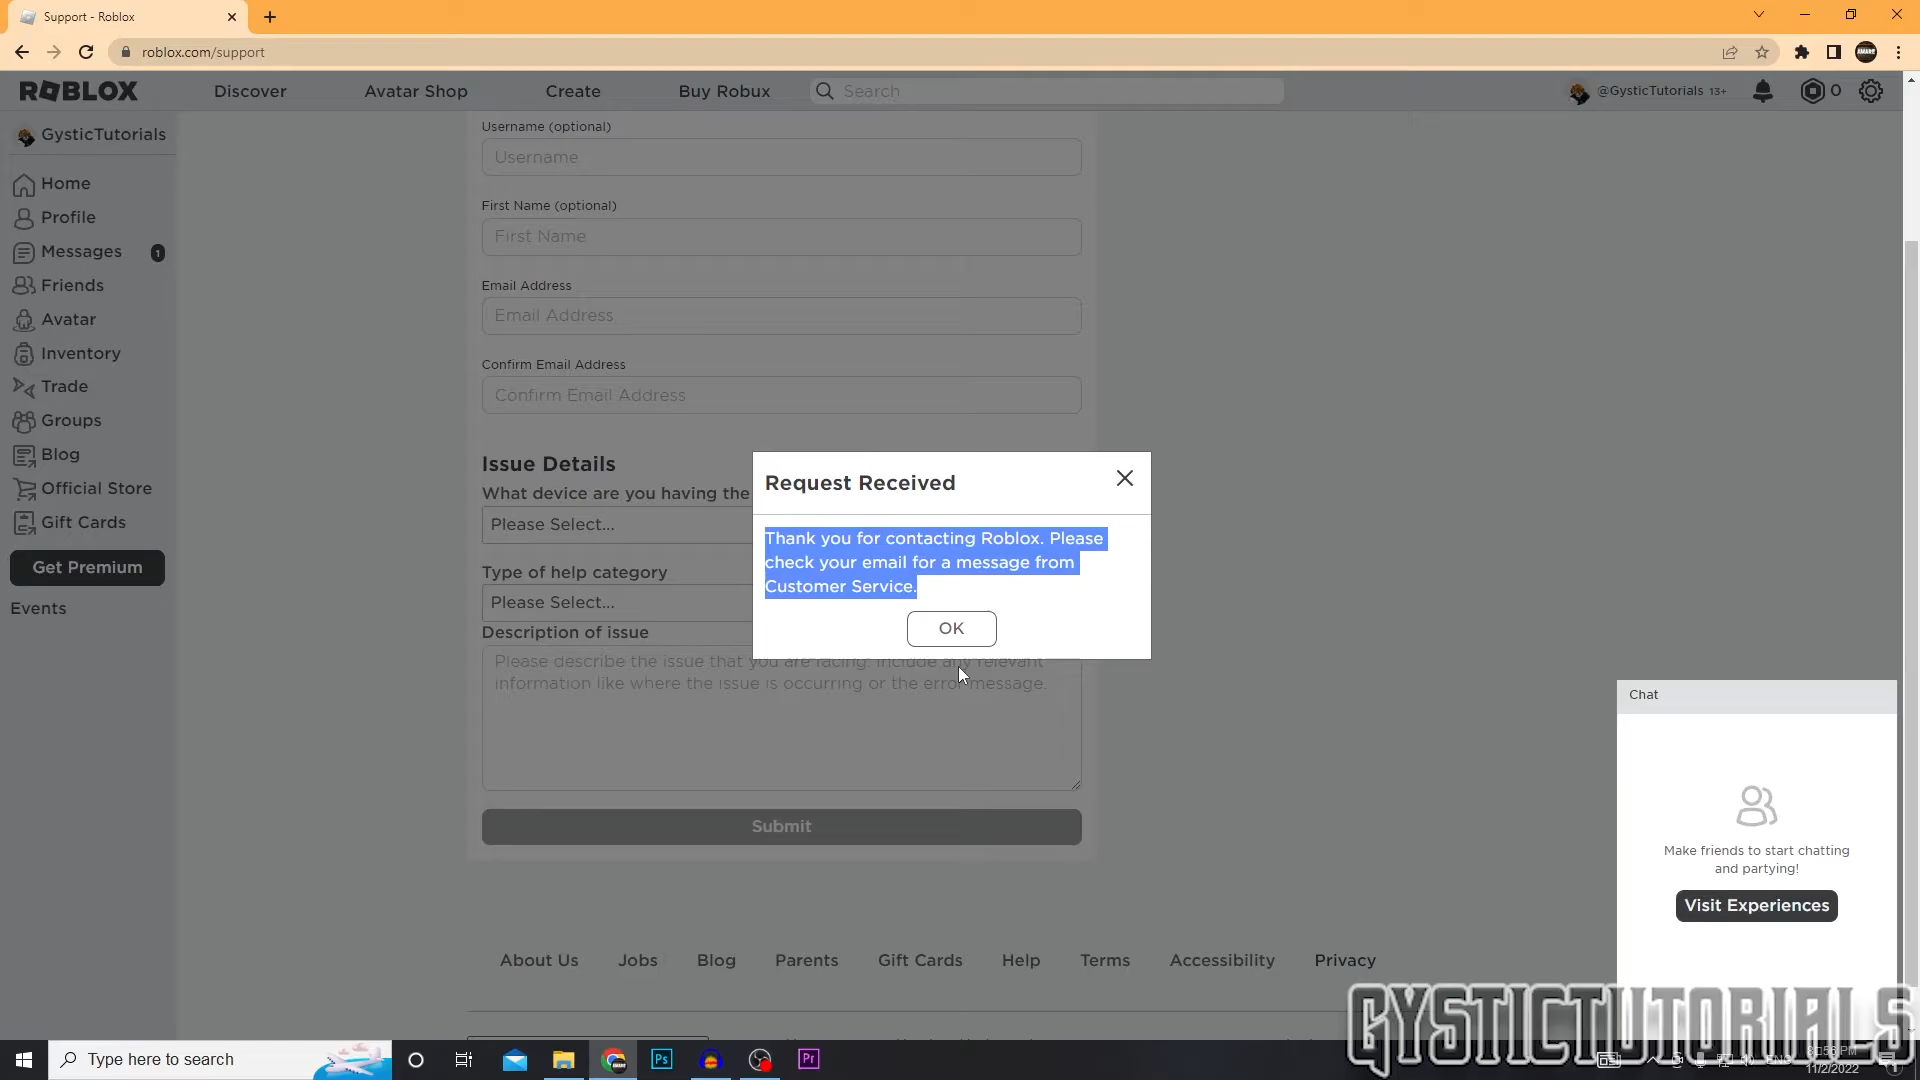 Support - Roblox
roblox.com/support
ROBLOX
Discover
Avatar Shop
Create
Buy Robux
Search
@GysticTutorials 13+
0
GysticTutorials
Home
Profile
Messages
1
Friends
Avatar
Inventory
Trade
Groups
Blog
Official Store
Gift Cards
Get Premium
Events
Username (optional)
Username
First Name (optional)
First Name
Email Address
Email Address
Confirm Email Address
Confirm Email Address
Issue Details
What device are you having the
Please Select...
Type of help category
Please Select...
Description of issue
Please describe the issue that you are facing. Include any relevant
information like where the issue is occurring or the error message.
Submit
Request Received
Thank you for contacting Roblox. Please
check your email for a message from
Customer Service.
OK
Chat
Make friends to start chatting
and partying!
Visit Experiences
About Us
Jobs
Blog
Parents
Gift Cards
Help
Terms
Accessibility
Privacy
GYSTICTUTORIALS
Type here to search
Ps
Pr
ENG
8:56 PM
11/2/2022
1